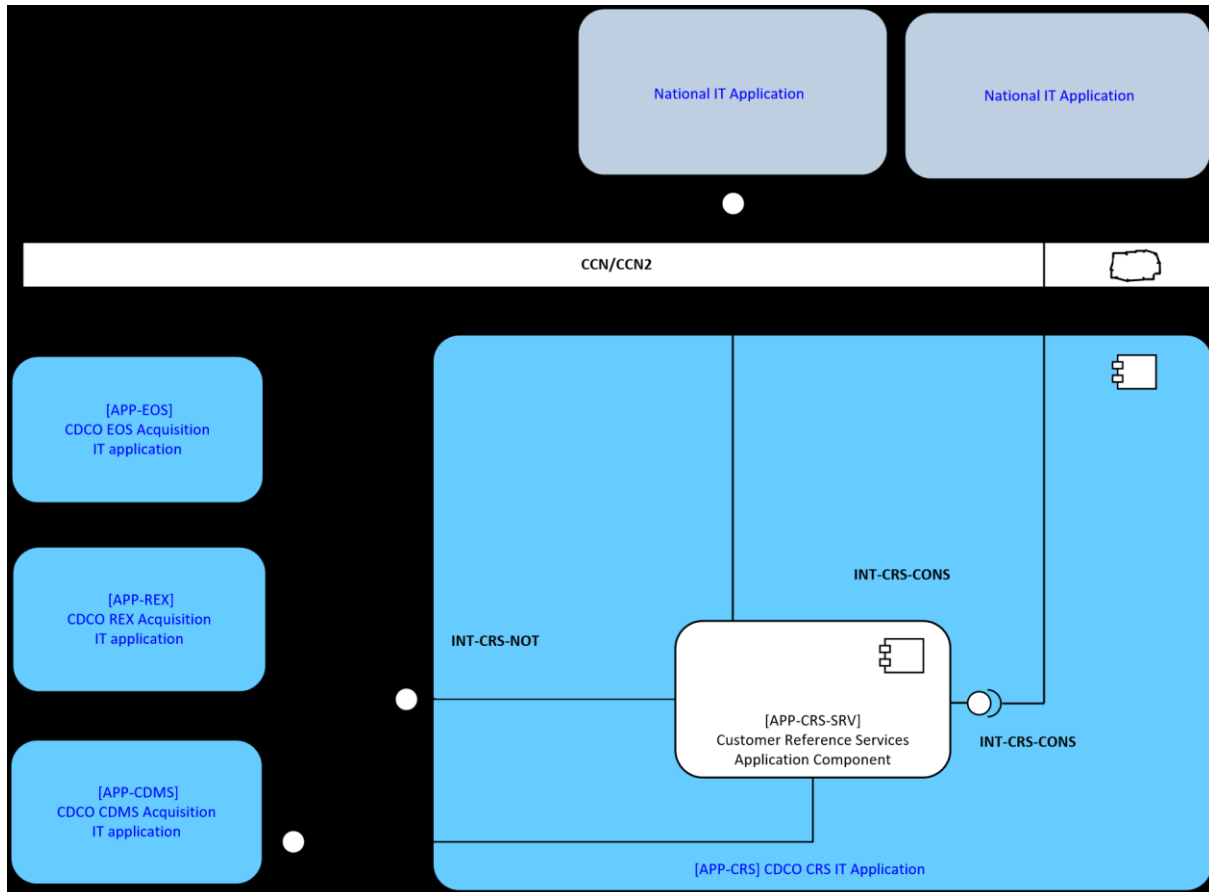 National IT Application
National IT Application
CCN/CCN2
[APP-EOS]
CDCO EOS Acquisition
IT application
[APP-REX]
CDCO REX Acquisition
IT application
[APP-CDMS]
CDCO CDMS Acquisition
IT application
INT-CRS-CONS
INT-CRS-NOT
[APP-CRS-SRV]
Customer Reference Services
Application Component
INT-CRS-CONS
[APP-CRS] CDCO CRS IT Application